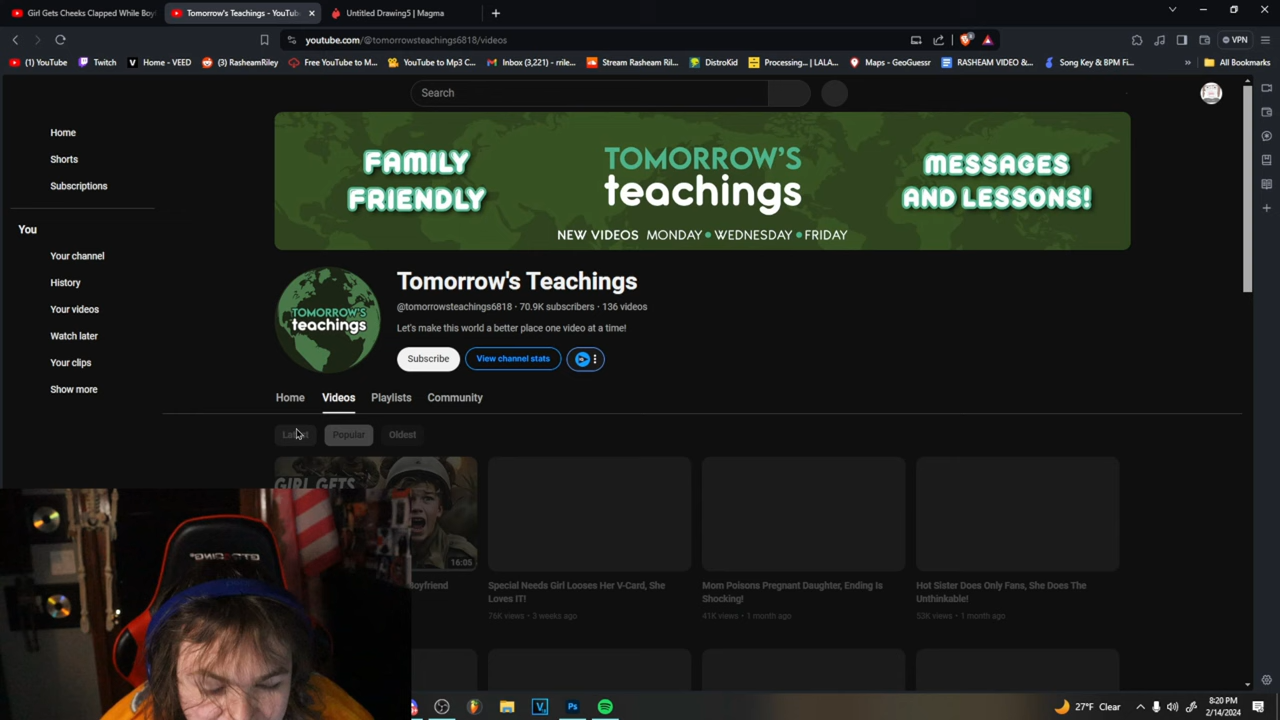 Girl Gets Cheeks Clapped While Boyf
Tomorrow's Teachings - YouTub
Untitled Drawing5 | Magma
youtube.com/@tomorrowsteachings6818/videos
VPN
(1) YouTube
Twitch
Home - VEED
(3) RasheamRiley
Free YouTube to M...
YouTube to Mp3 C...
Inbox (3,221) - rrile...
Stream Rasheam Ril...
DistroKid
Processing... | LALA...
Maps - GeoGuessr
RASHEAM VIDEO &...
Song Key & BPM Fi...
All Bookmarks
Search
Home
Shorts
Subscriptions
You
Your channel
History
Your videos
Watch later
Your clips
Show more
FAMILY
FRIENDLY
TOMORROW'S
teachings
NEW VIDEOS MONDAY • WEDNESDAY • FRIDAY
MESSAGES
AND LESSONS!
TOMORROW'S
teachings
Tomorrow's Teachings
@tomorrowsteachings6818 · 70.9K subscribers · 136 videos
Let's make this world a better place one video at a time!
Subscribe
View channel stats
Home
Videos
Playlists
Community
Latest
Popular
Oldest
GIRL GETS
16:05
oyfriend
Special Needs Girl Looses Her V-Card, She
Loves IT!
76K views • 3 weeks ago
Mom Poisons Pregnant Daughter, Ending Is
Shocking!
41K views • 1 month ago
Hot Sister Does Only Fans, She Does The
Unthinkable!
53K views • 1 month ago
27°F Clear
8:20 PM
2/14/2024